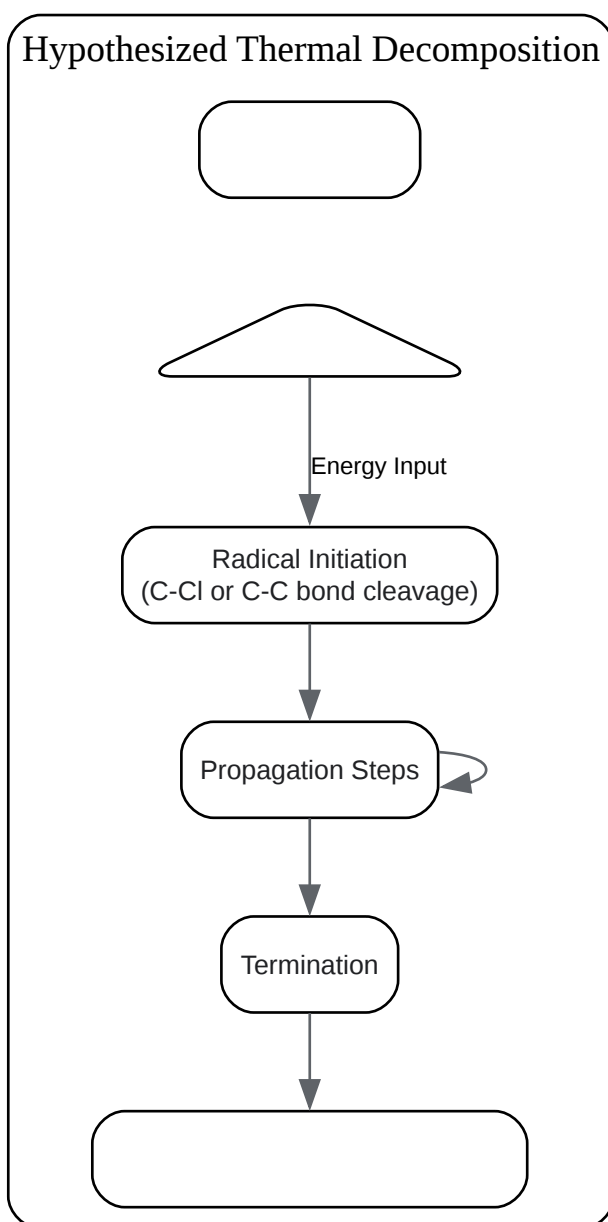 Hypothesized Thermal Decomposition
Energy Input
Radical Initiation
(C-Cl or C-C bond cleavage)
Propagation Steps
Termination